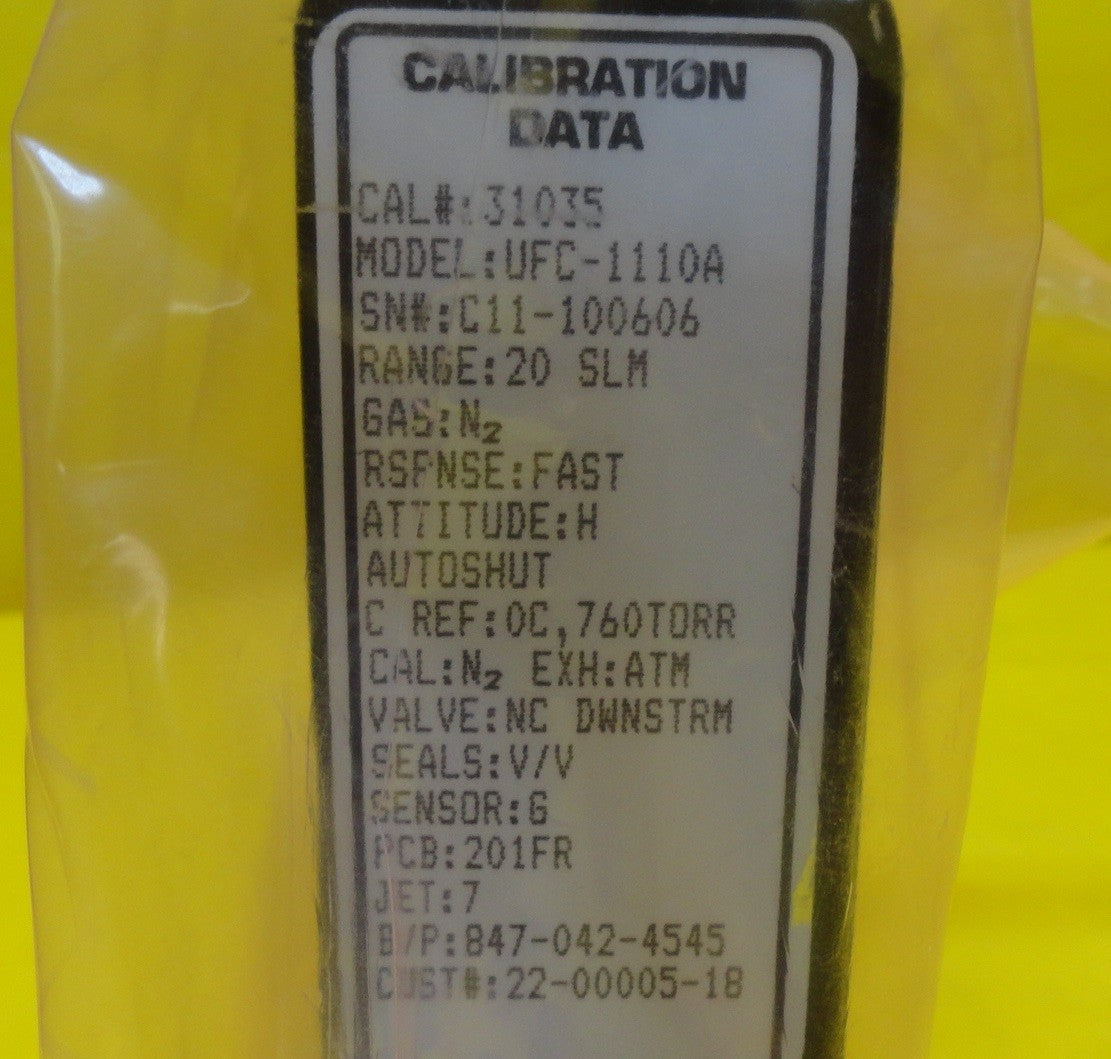 CALIBRATION
DATA
CAL#:31035
MODEL:UFC-1110A
SN#:C11-100606
RANGE:20 SLM
GAS:N₂
RSPNSE:FAST
ATTITUDE:H
AUTOSHUT
C REF:0C,760TORR
CAL:N₂ EXH:ATM
VALVE:NC DWNSTRM
SEALS:V/V
SENSOR:G
PCB:201FR
JET:7
B/P:847-042-4545
CUST#:22-00005-18